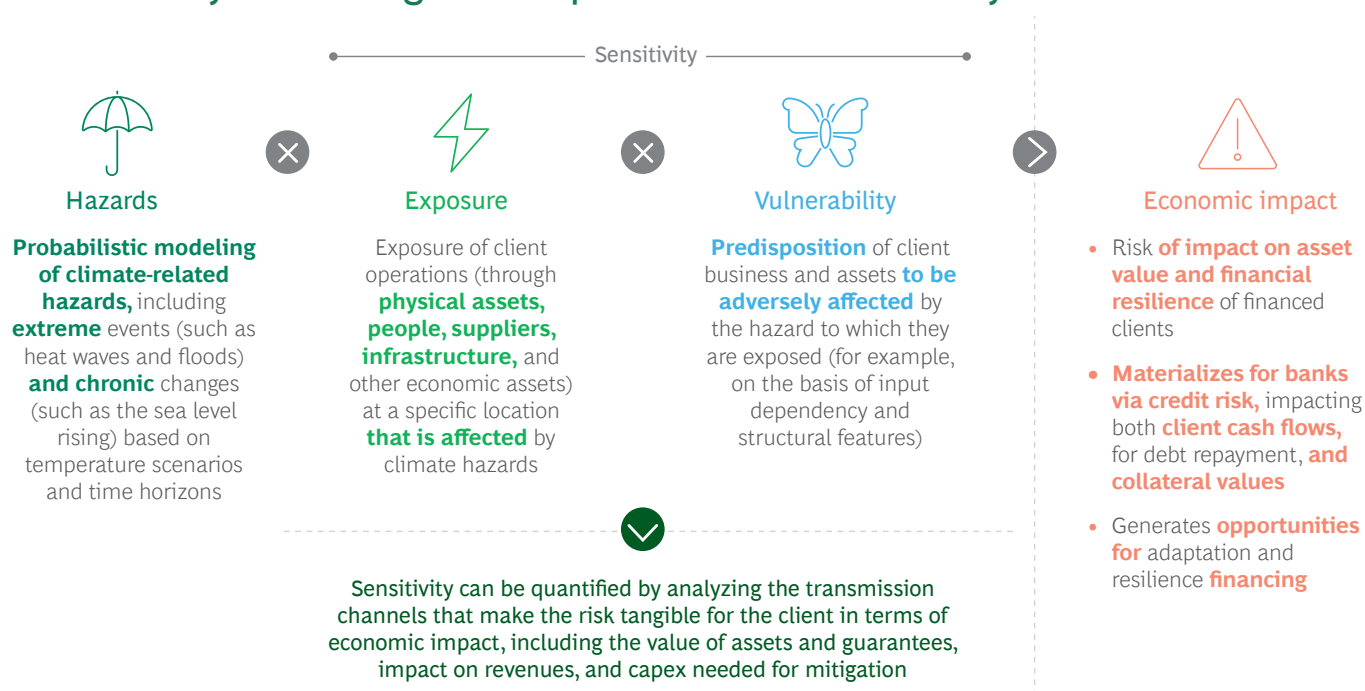 Sensitivity
Hazards
Probabilistic modeling
of climate-related
hazards, including
extreme events (such as
heat waves and floods)
and chronic changes
(such as the sea level
rising) based on
temperature scenarios
and time horizons
Exposure
Exposure of client
operations (through
physical assets,
people, suppliers,
infrastructure, and
other economic assets)
at a specific location
that is affected by
climate hazards
Vulnerability
Predisposition of client
business and assets to be
adversely affected by
the hazard to which they
are exposed (for example,
on the basis of input
dependency and
structural features)
Economic impact
• Risk of impact on asset
value and financial
resilience of financed
clients
• Materializes for banks
via credit risk, impacting
both client cash flows,
for debt repayment, and
collateral values
• Generates opportunities
for adaptation and
resilience financing
Sensitivity can be quantified by analyzing the transmission
channels that make the risk tangible for the client in terms of
economic impact, including the value of assets and guarantees,
impact on revenues, and capex needed for mitigation